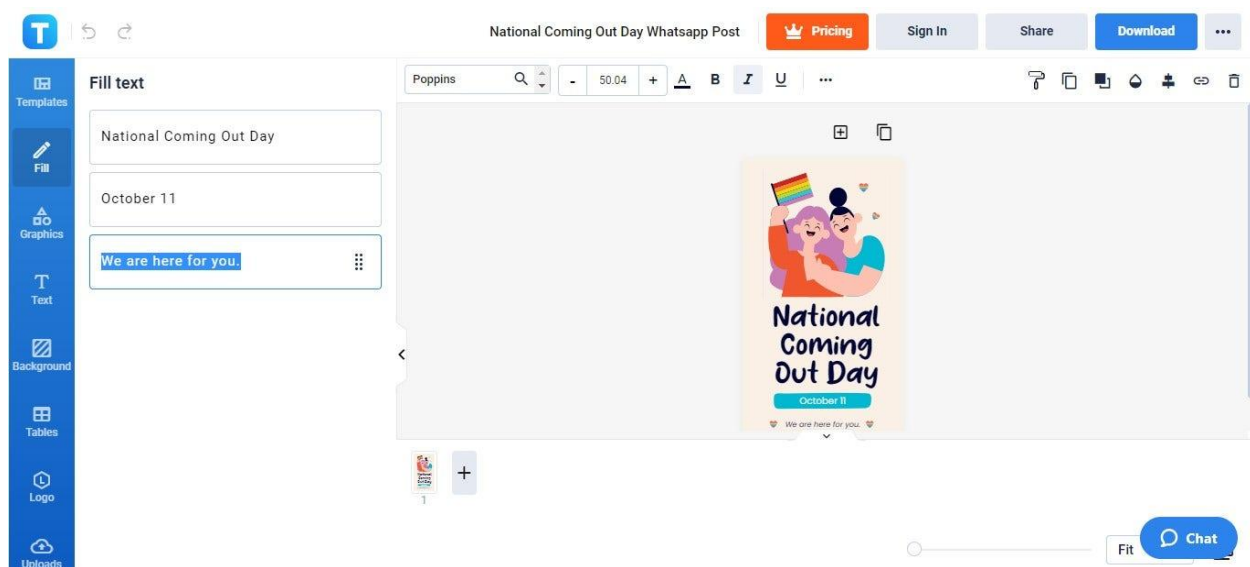 T
National Coming Out Day Whatsapp Post
Pricing
Sign In
Share
Download
Templates
Fill
Graphics
Text
Background
Tables
Logo
Uploads
Fill text
National Coming Out Day
October 11
We are here for you.
Poppins
- 50.04 + A B I U
National
Coming
Out Day
October 11
We are here for you.
1
Fit
Chat